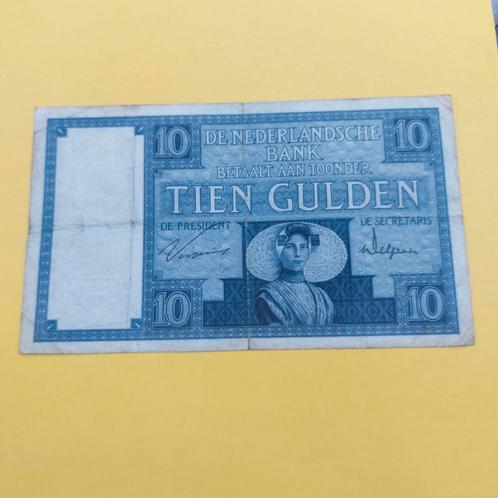 10 DE NEDERLANDSCHE 10
BANK
BETAALT AAN TOONDER
TIEN GULDEN
DE PRESIDENT DE SECRETARIS
10 10